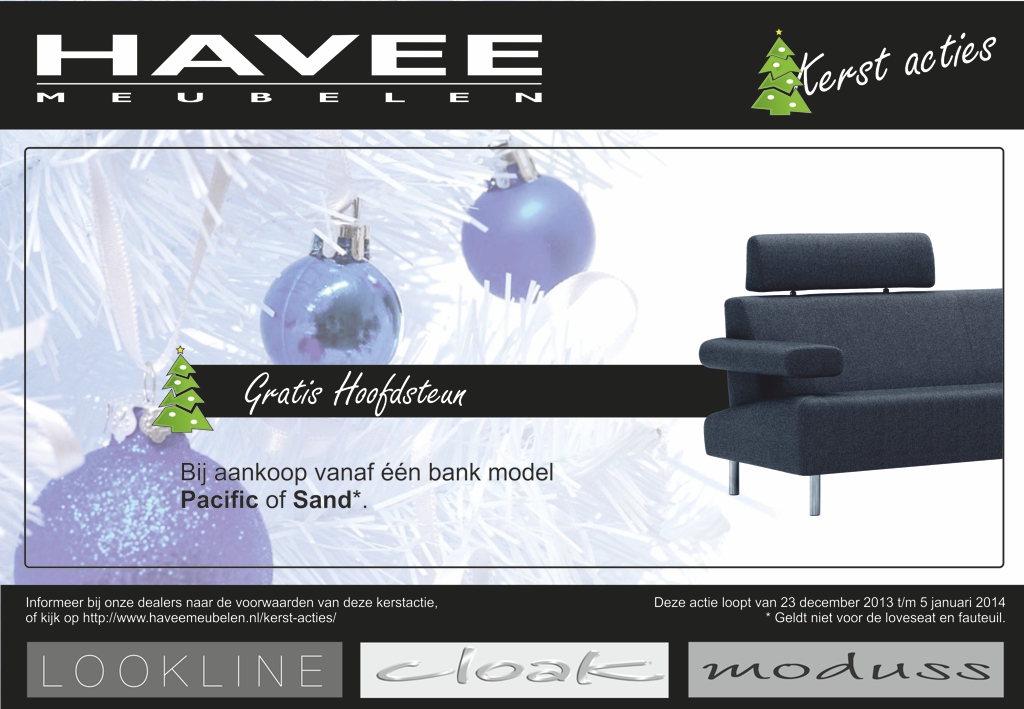 HAVEE
MEUBELEN
Kerst acties
Gratis Hoofdsteun
Bij aankoop vanaf één bank model
Pacific of Sand*.
Informeer bij onze dealers naar de voorwaarden van deze kerstactie,
of kijk op http://www.haveemeubelen.nl/kerst-acties/
Deze actie loopt van 23 december 2013 t/m 5 januari 2014
* Geldt niet voor de loveseat en fauteuil.
LOOKLINE
cloak
moduss